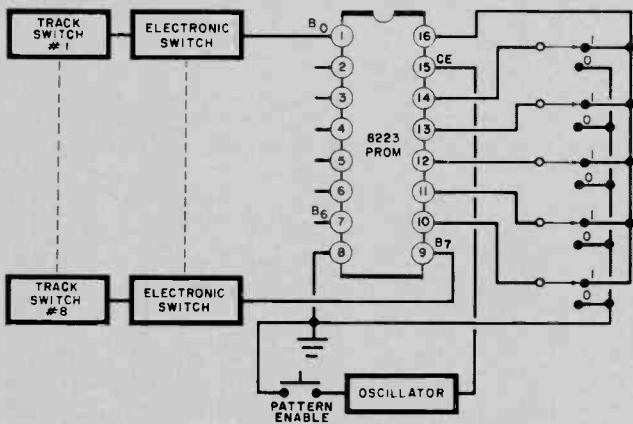 TRACK
SWITCH
#1
ELECTRONIC
SWITCH
B0
1
2
3
4
5
6
B6
7
8
8223
PROM
16
15
CE
14
13
12
11
10
9
B7
1
0
1
0
1
0
1
0
1
0
TRACK
SWITCH
#8
ELECTRONIC
SWITCH
PATTERN
ENABLE
OSCILLATOR